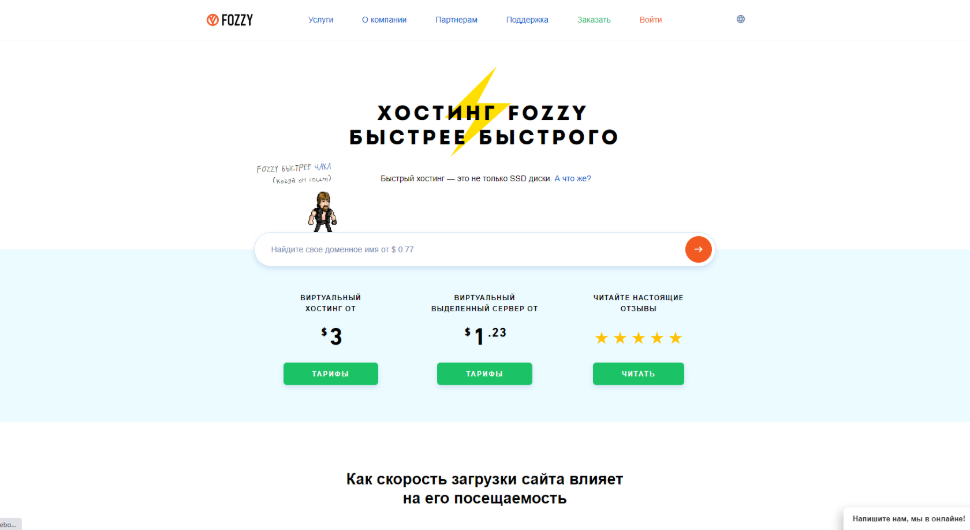 FOZZY
Услуги О компании Партнерам Поддержка Заказать Войти
ХОСТИНГ FOZZY
БЫСТРЕЕ БЫСТРОГО
FOZZY БЫСТРЕЕ ЧАКА
(когда он голит)
Быстрый хостинг — это не только SSD диски. А что же?
Найдите свое доменное имя от $ 0.77
ВИРТУАЛЬНЫЙ
ХОСТИНГ ОТ
$3
ТАРИФЫ
ВИРТУАЛЬНЫЙ
ВЫДЕЛЕННЫЙ СЕРВЕР ОТ
$1.23
ТАРИФЫ
ЧИТАЙТЕ НАСТОЯЩИЕ
ОТЗЫВЫ
ЧИТАТЬ
Как скорость загрузки сайта влияет
на его посещаемость
Напишите нам, мы в онлайне!
ebo...